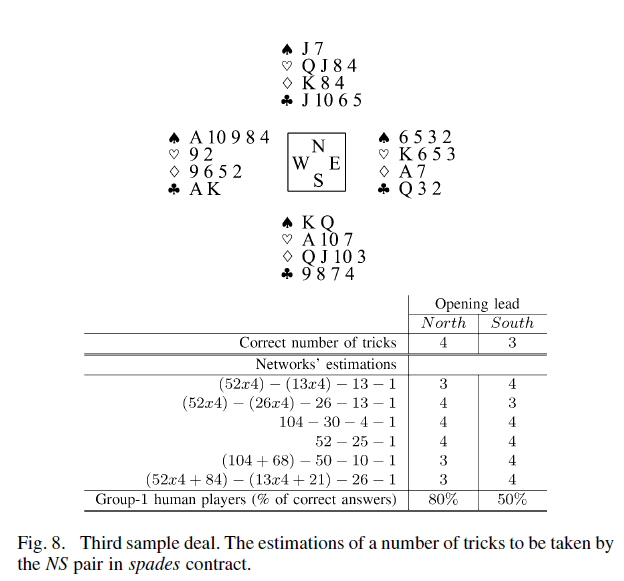 ♠ J 7
♡ Q J 8 4
♢ K 8 4
♣ J 10 6 5
♠ A 10 9 8 4
♡ 9 2
♢ 9 6 5 2
♣ A K
N
W E
S
♠ 6 5 3 2
♡ K 6 5 3
♢ A 7
♣ Q 3 2
♠ K Q
♡ A 10 7
♢ Q J 10 3
♣ 9 8 7 4
Opening lead
North South
Correct number of tricks 4 3
Networks' estimations
(52x4) − (13x4) − 13 − 1 3 4
(52x4) − (26x4) − 26 − 13 − 1 4 3
104 − 30 − 4 − 1 4 4
52 − 25 − 1 4 4
(104 + 68) − 50 − 10 − 1 3 4
(52x4 + 84) − (13x4 + 21) − 26 − 1 3 4
Group-1 human players (% of correct answers) 80% 50%
Fig. 8. Third sample deal. The estimations of a number of tricks to be taken by
the NS pair in spades contract.